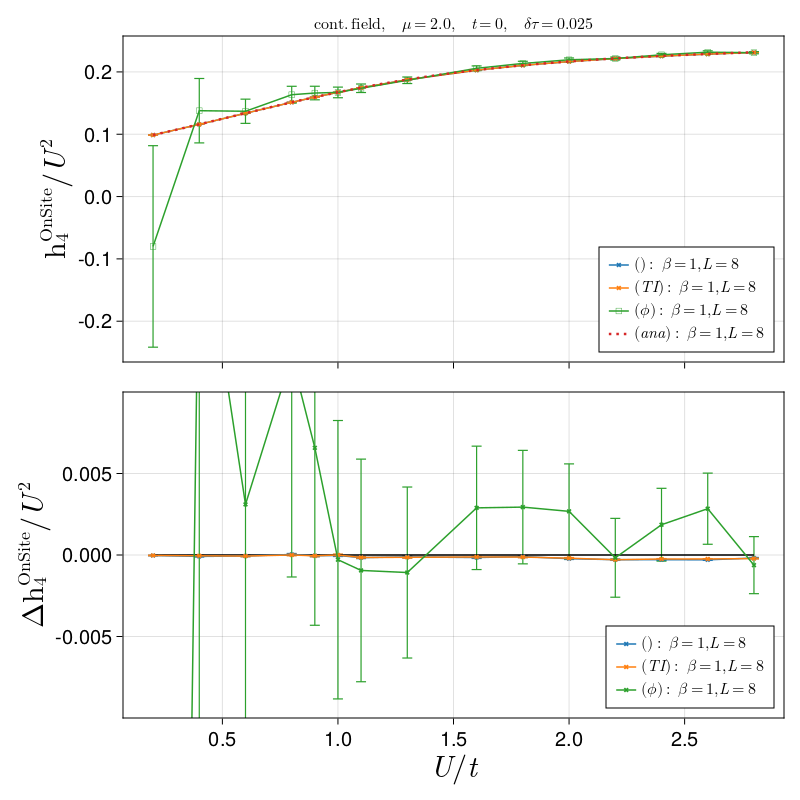 cont. field, μ = 2.0, t = 0, δτ = 0.025
h₄^OnSite / U²
0.2
0.1
0.0
-0.1
-0.2
() : β = 1, L = 8
(TI) : β = 1, L = 8
(ϕ) : β = 1, L = 8
(ana) : β = 1, L = 8
Δh₄^OnSite / U²
0.005
0.000
-0.005
() : β = 1, L = 8
(TI) : β = 1, L = 8
(ϕ) : β = 1, L = 8
0.5 1.0 1.5 2.0 2.5
U/t